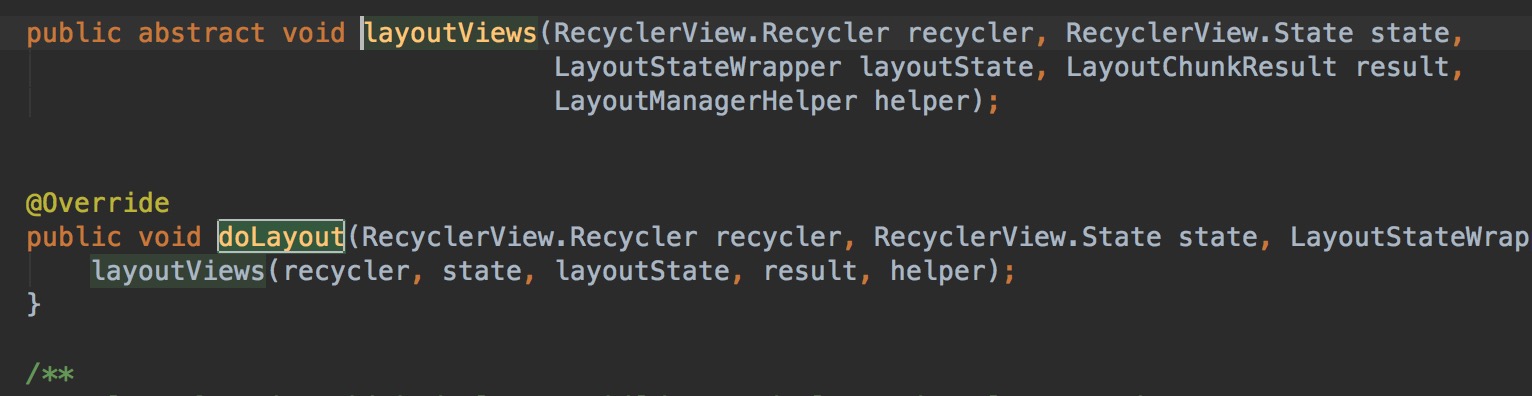 public abstract void layoutViews(RecyclerView.Recycler recycler, RecyclerView.State state,
LayoutStateWrapper layoutState, LayoutChunkResult result,
LayoutManagerHelper helper);
@Override
public void doLayout(RecyclerView.Recycler recycler, RecyclerView.State state, LayoutStateWrap
layoutViews(recycler, state, layoutState, result, helper);
}
/**